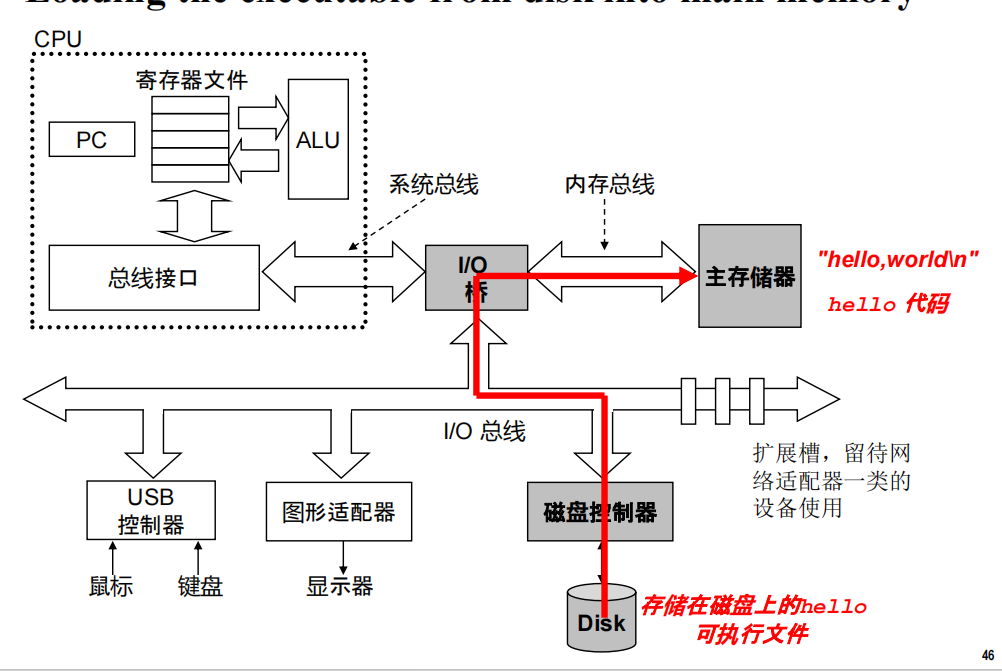 Loading the executable from disk into main memory
CPU
寄存器文件
PC
ALU
系统总线
内存总线
总线接口
I/O
桥
主存储器
"hello,world\n"
hello 代码
I/O 总线
扩展槽，留待网
络适配器一类的
设备使用
USB
控制器
图形适配器
磁盘控制器
鼠标
键盘
显示器
Disk
存储在磁盘上的hello
可执行文件
46